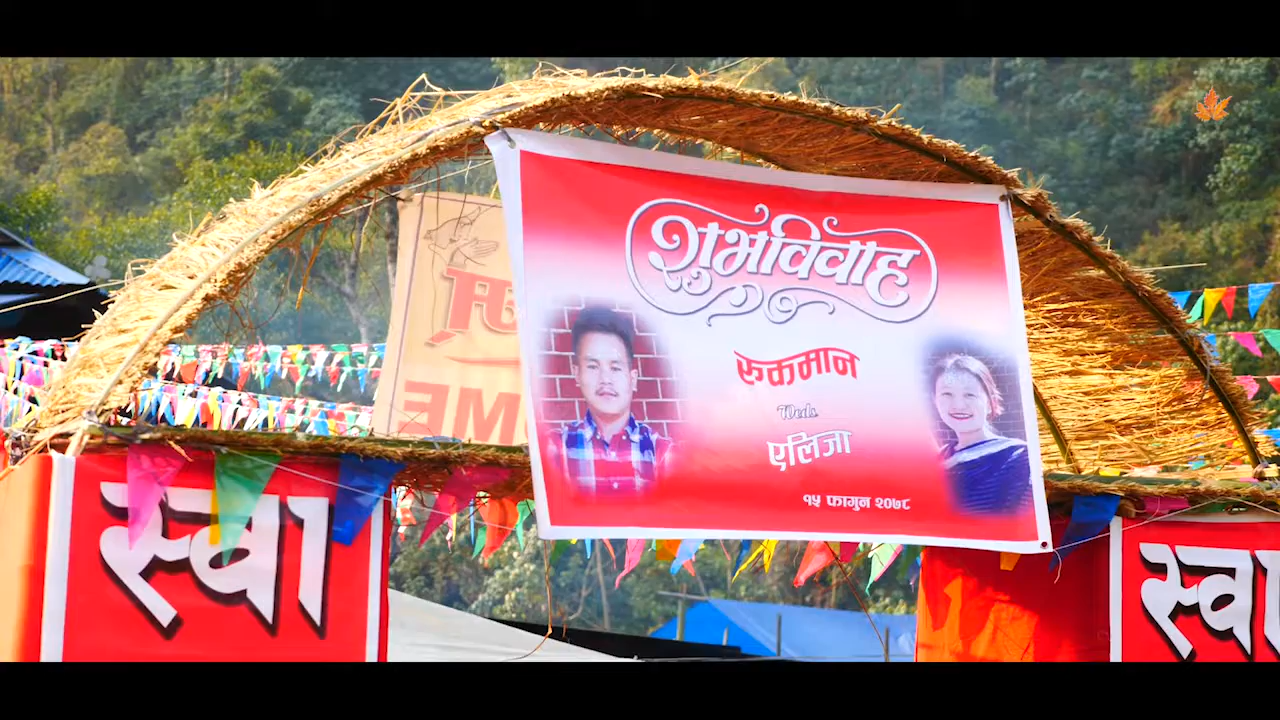 शुभविवाह
रूकमान
Weds
एलिजा
१५ फागुन २०७८
स्वा
स्वा